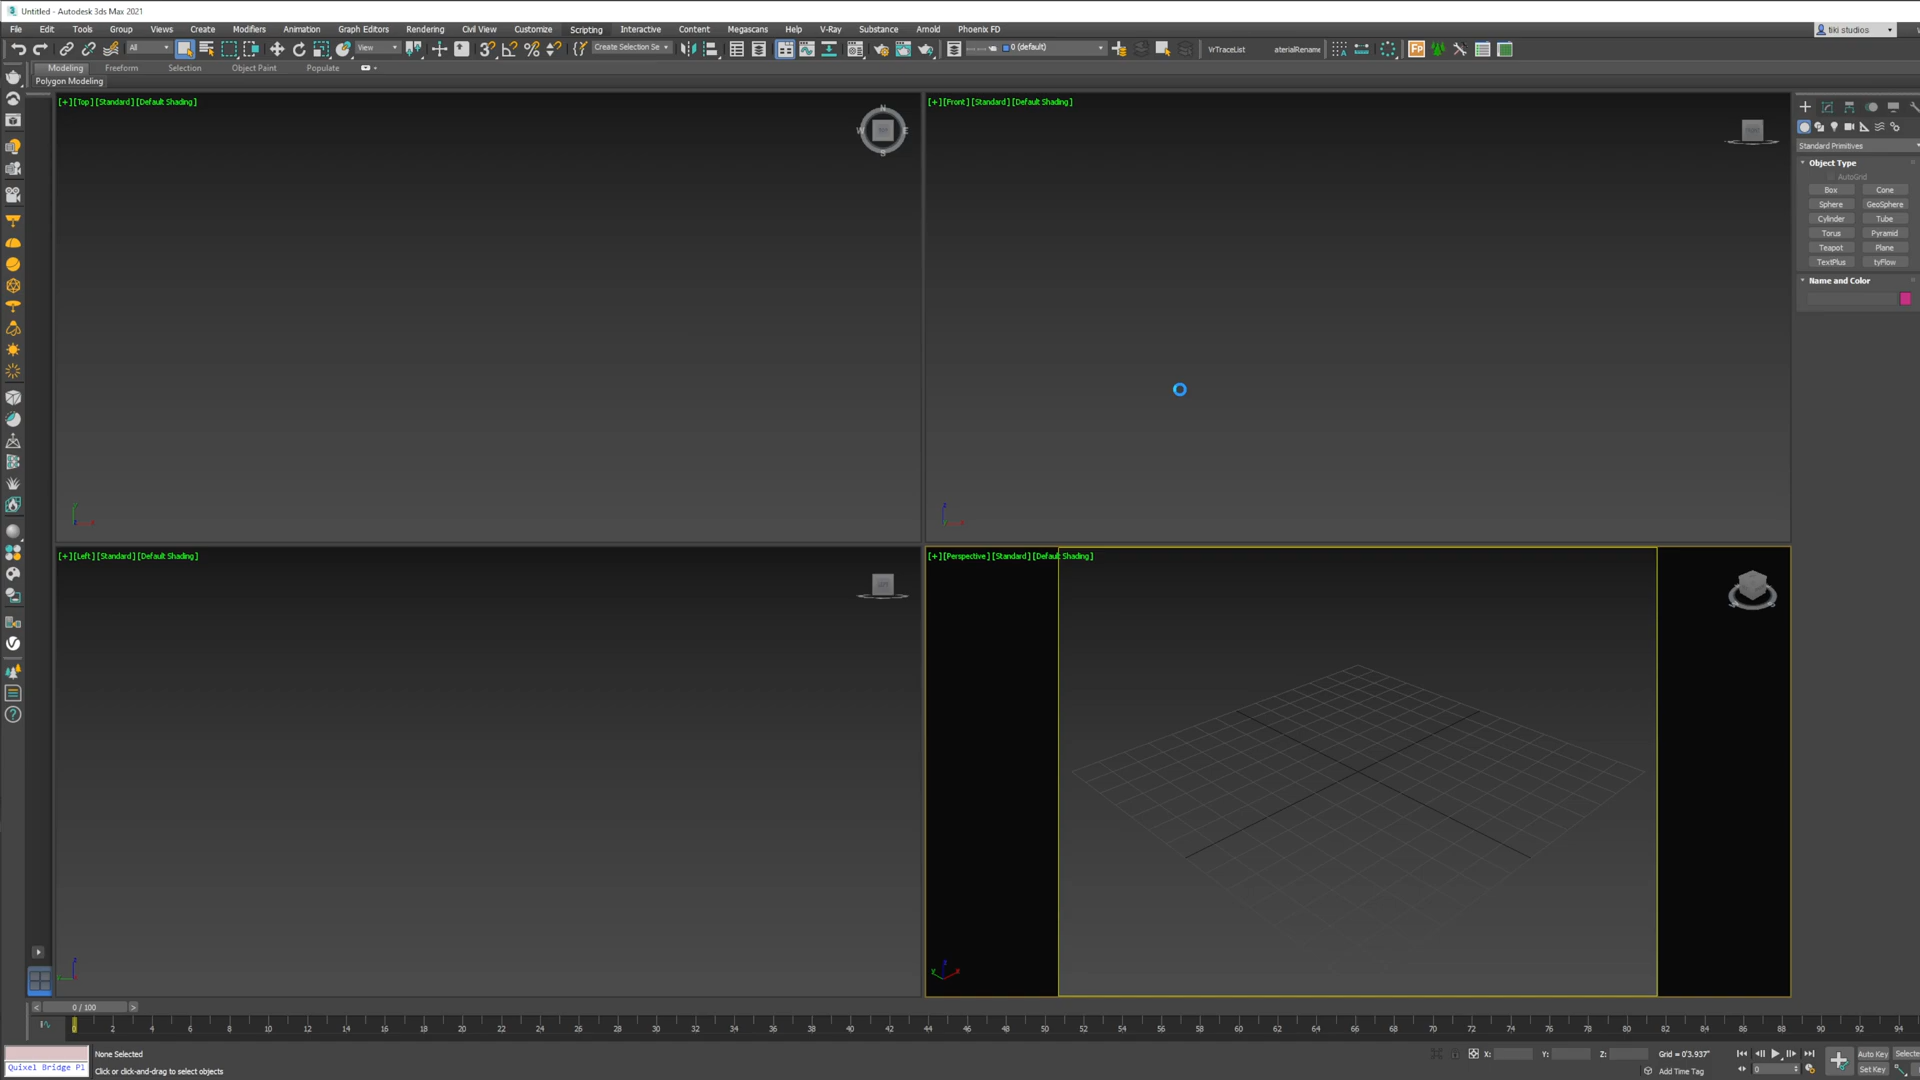 Untitled - Autodesk 3ds Max 2021
File Edit Tools Group Views Create Modifiers Animation Graph Editors Rendering Civil View Customize Scripting Interactive Content Megascans Help V-Ray Substance Arnold Phoenix FD
tiki studios
All View Create Selection Se 0 (default) VrTraceList aterialRename
Modeling Freeform Selection Object Paint Populate
Polygon Modeling
[+] [Top] [Standard] [Default Shading]
N
W E
S
[+] [Front] [Standard] [Default Shading]
Standard Primitives
Object Type
AutoGrid
Box Cone
Sphere GeoSphere
Cylinder Tube
Torus Pyramid
Teapot Plane
TextPlus tyFlow
Name and Color
[+] [Left] [Standard] [Default Shading]
[+] [Perspective] [Standard] [Default Shading]
< 0 / 100 >
0 2 4 6 8 10 12 14 16 18 20 22 24 26 28 30 32 34 36 38 40 42 44 46 48 50 52 54 56 58 60 62 64 66 68 70 72 74 76 78 80 82 84 86 88 90 92 94
None Selected
X: Y: Z: Grid = 0'3.937"
Auto Key Selecte
Quixel Bridge Pl
Click or click-and-drag to select objects
Add Time Tag
0
Set Key